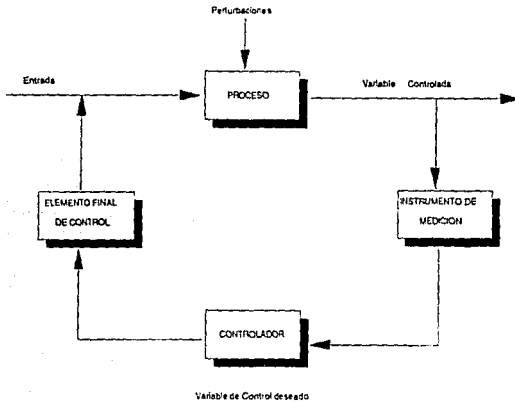 Perturbaciones
Entrada
PROCESO
Variable Controlada
ELEMENTO FINAL
DE CONTROL
INSTRUMENTO DE
MEDICION
CONTROLADOR
Variable de Control deseado